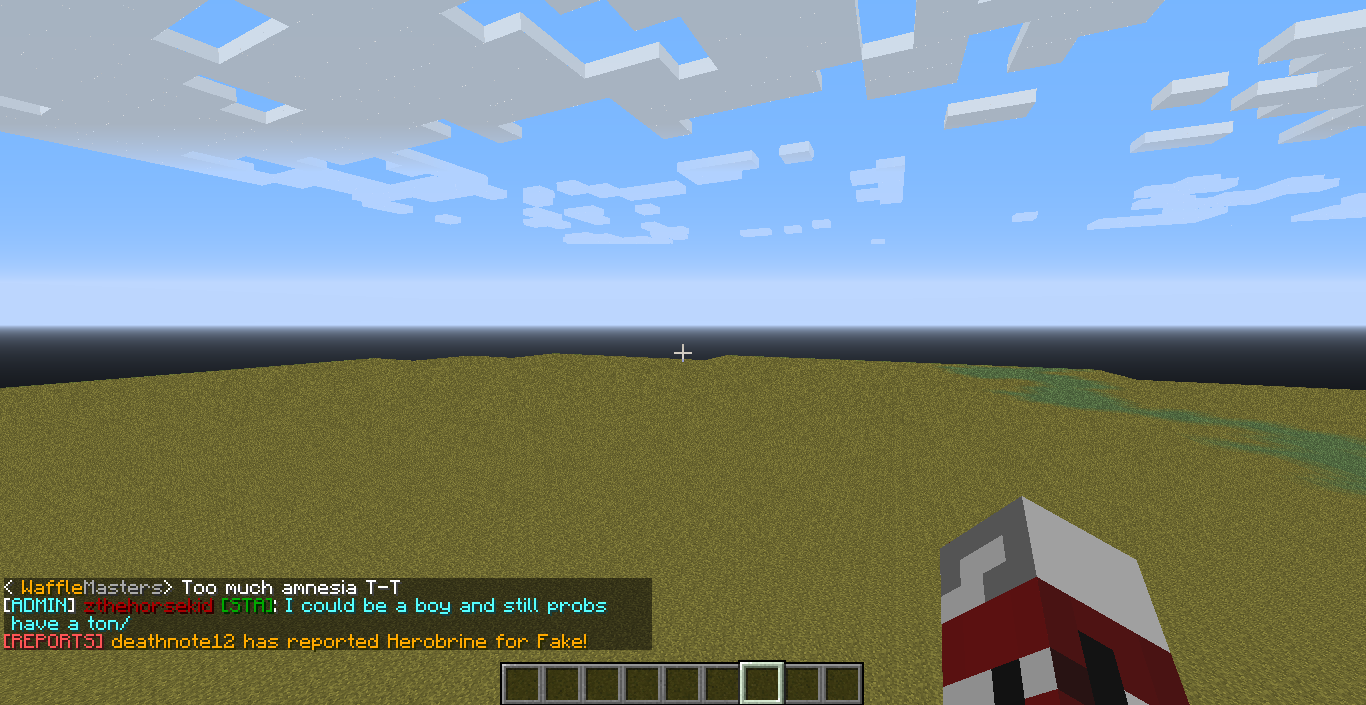 < WaffleMasters> Too much amnesia T-T
[ADMIN] zthehorsekid [STA]: I could be a boy and still probs
have a ton/
[REPORTS] deathnote12 has reported Herobrine for Fake!